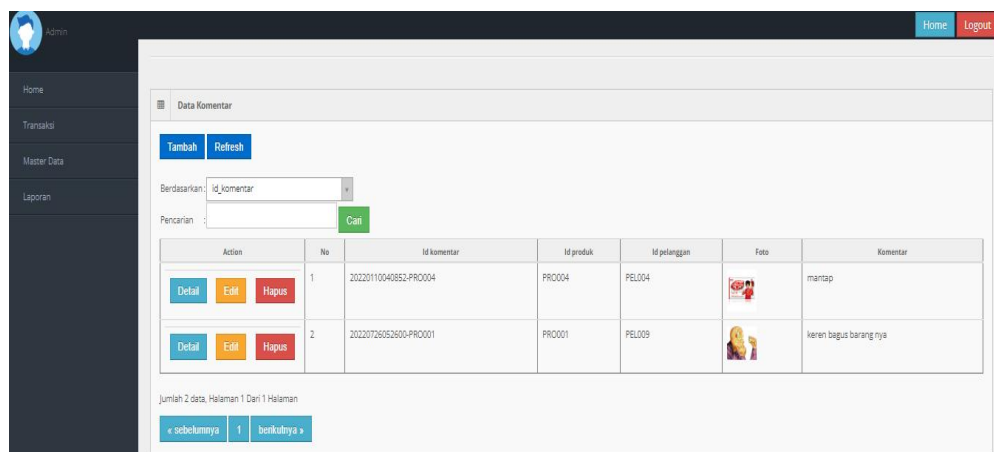 Admin
Home Logout
Home
Transaksi
Master Data
Laporan
Data Komentar
Tambah Refresh
Berdasarkan : id_komentar
Pencarian : Cari
Action No Id komentar Id produk Id pelanggan Foto Komentar
Detail Edit Hapus 1 20220110040852-PRO004 PRO004 PEL004 mantap
Detail Edit Hapus 2 20220726052600-PRO001 PRO001 PEL009 keren bagus barang nya
Jumlah 2 data, Halaman 1 Dari 1 Halaman
« sebelumnya 1 berikutnya »